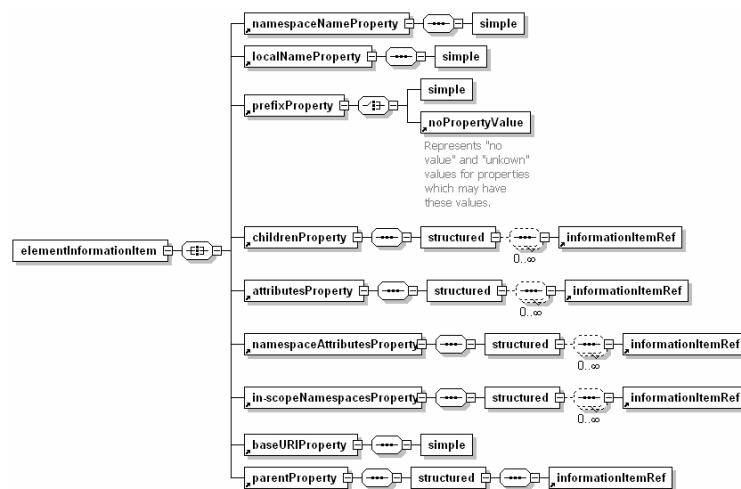 namespaceNameProperty simple
localNameProperty simple
simple
prefixProperty
noPropertyValue
Represents "no
value" and "unkown"
values for properties
which may have
these values.
childrenProperty structured informationItemRef
0..∞
elementInformationItem
attributesProperty structured informationItemRef
0..∞
namespaceAttributesProperty structured informationItemRef
0..∞
in-scopeNamespacesProperty structured informationItemRef
0..∞
baseURIProperty simple
parentProperty structured informationItemRef